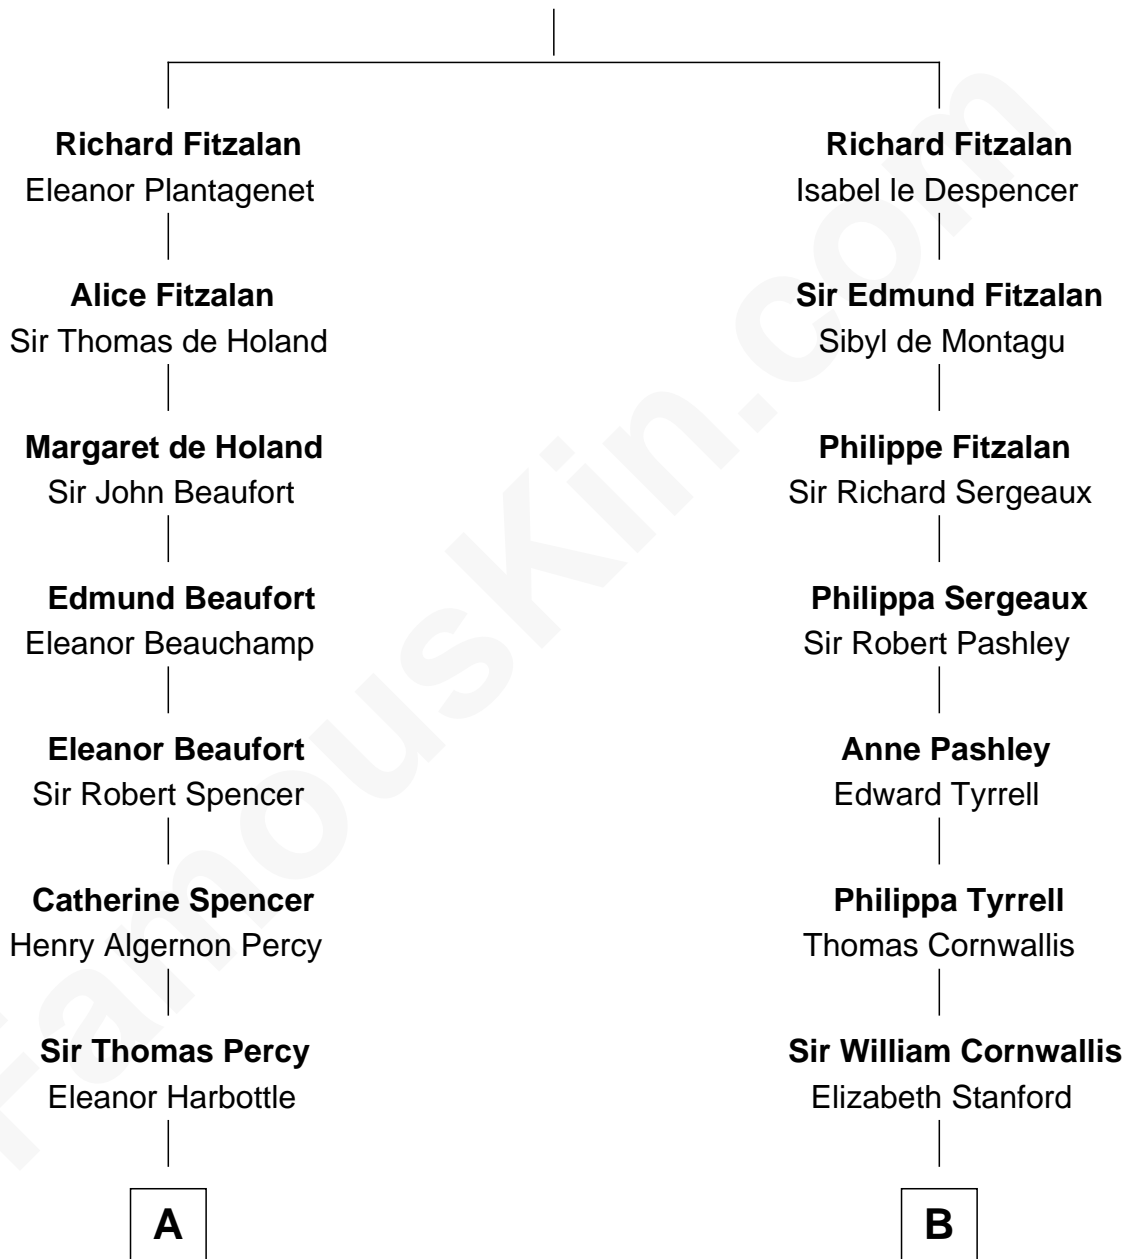 Richard Fitzalan
Eleanor Plantagenet
Alice Fitzalan
Sir Thomas de Holand
Margaret de Holand
Sir John Beaufort
Edmund Beaufort
Eleanor Beauchamp
Eleanor Beaufort
Sir Robert Spencer
Catherine Spencer
Henry Algernon Percy
Sir Thomas Percy
Eleanor Harbottle
A
Richard Fitzalan
Isabel le Despencer
Sir Edmund Fitzalan
Sibyl de Montagu
Philippe Fitzalan
Sir Richard Sergeaux
Philippa Sergeaux
Sir Robert Pashley
Anne Pashley
Edward Tyrrell
Philippa Tyrrell
Thomas Cornwallis
Sir William Cornwallis
Elizabeth Stanford
B
FamousKin.com